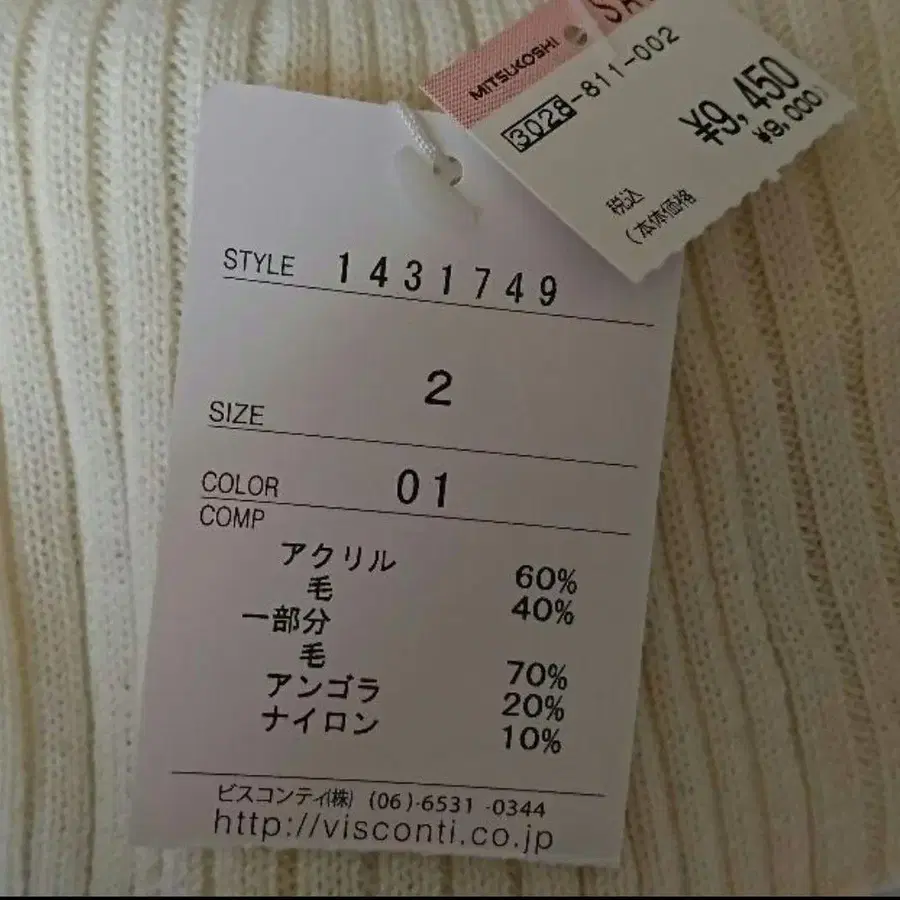 MITSUKOSHI
3028-811-002
¥9,450
¥9,000)
税込
(本体価格
STYLE 1431749
SIZE 2
COLOR 01
COMP
アクリル 60%
毛 40%
一部分
毛 70%
アンゴラ 20%
ナイロン 10%
ビスコンティ(株) (06)-6531-0344
http://visconti.co.jp